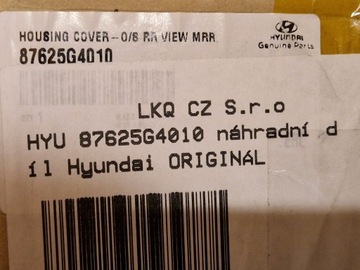 HOUSING COVER-O/S RR VIEW MRR
87625G4010
HYUNDAI
Genuine Parts
LKQ CZ S.r.o
HYU 87625G4010 náhradní d
íl Hyundai ORIGINÁL